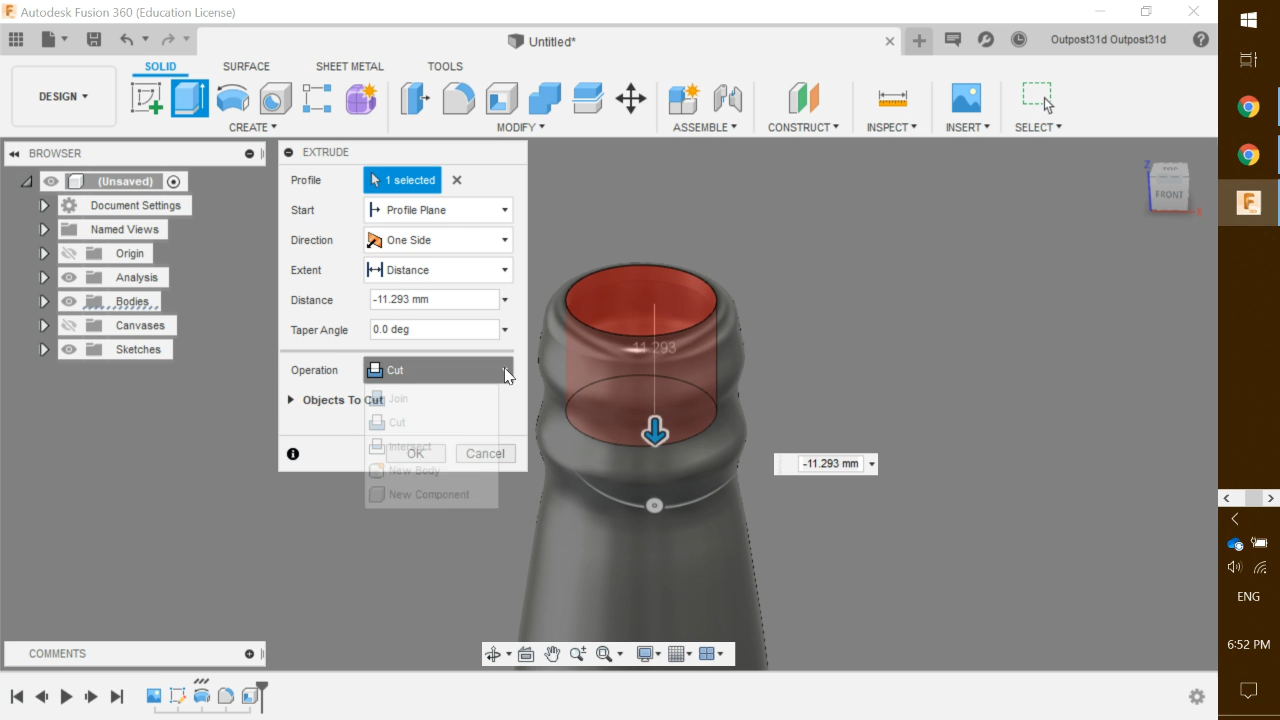 Autodesk Fusion 360 (Education License)
Untitled*
Outpost31d Outpost31d
SOLID SURFACE SHEET METAL TOOLS
DESIGN
CREATE MODIFY ASSEMBLE CONSTRUCT INSPECT INSERT SELECT
BROWSER
(Unsaved)
Document Settings
Named Views
Origin
Analysis
Bodies
Canvases
Sketches
EXTRUDE
Profile 1 selected
Start Profile Plane
Direction One Side
Extent Distance
Distance -11.293 mm
Taper Angle 0.0 deg
Operation Cut
Objects To Cut
Join
Cut
Intersect
New Body
New Component
OK Cancel
-11.293
-11.293 mm
Z
TOP
FRONT
X
COMMENTS
ENG
6:52 PM